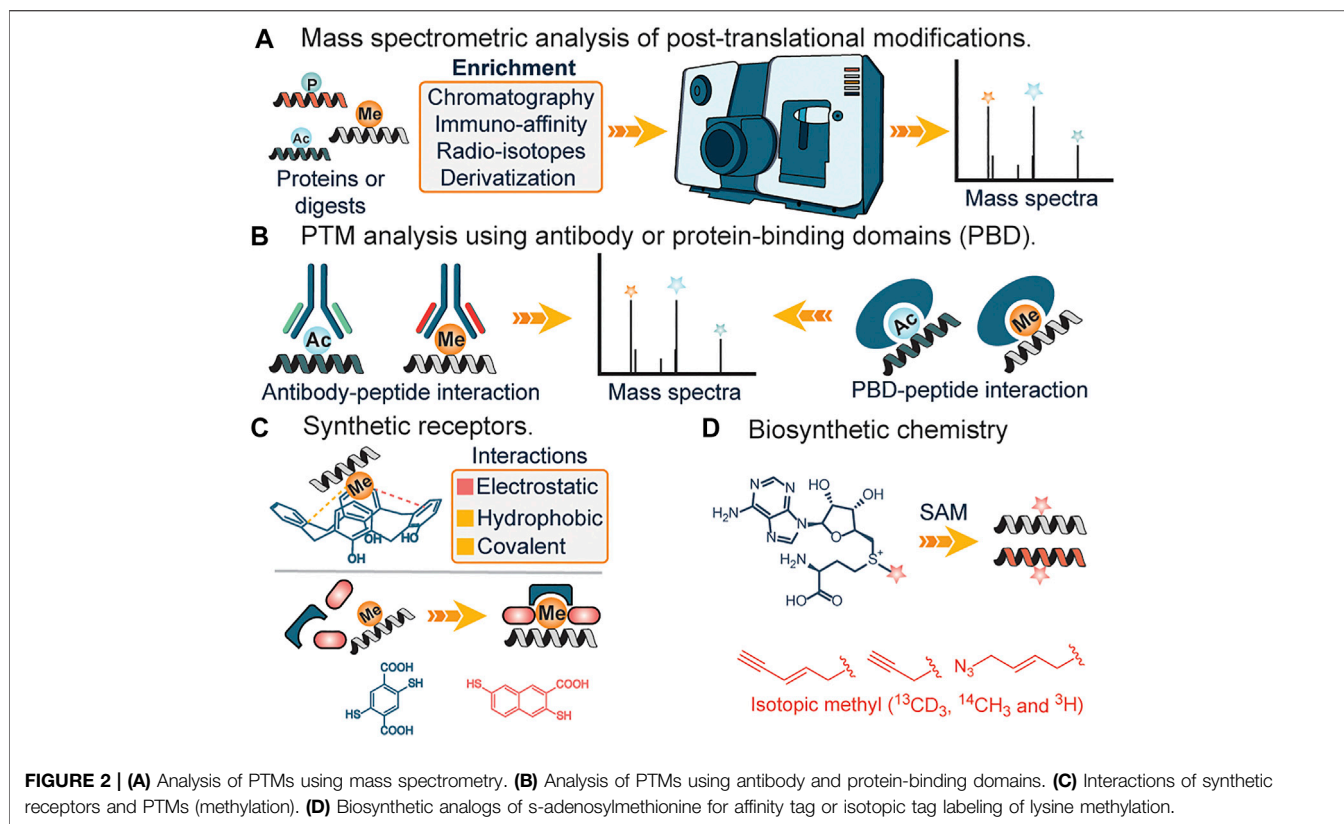 A Mass spectrometric analysis of post-translational modifications.
P
Me
Ac
Proteins or
digests
Enrichment
Chromatography
Immuno-affinity
Radio-isotopes
Derivatization
Mass spectra
B PTM analysis using antibody or protein-binding domains (PBD).
Ac
Me
Antibody-peptide interaction
Mass spectra
Ac
Me
PBD-peptide interaction
C Synthetic receptors.
Me
OH
OH
HO
Interactions
Electrostatic
Hydrophobic
Covalent
Me
Me
COOH
SH
HS
COOH
HS
COOH
SH
D Biosynthetic chemistry
N
N
H2N
N
N
HO
OH
O
H2N
S+
HO
O
SAM
N3
Isotopic methyl (13CD3, 14CH3 and 3H)
FIGURE 2 | (A) Analysis of PTMs using mass spectrometry. (B) Analysis of PTMs using antibody and protein-binding domains. (C) Interactions of synthetic
receptors and PTMs (methylation). (D) Biosynthetic analogs of s-adenosylmethionine for affinity tag or isotopic tag labeling of lysine methylation.